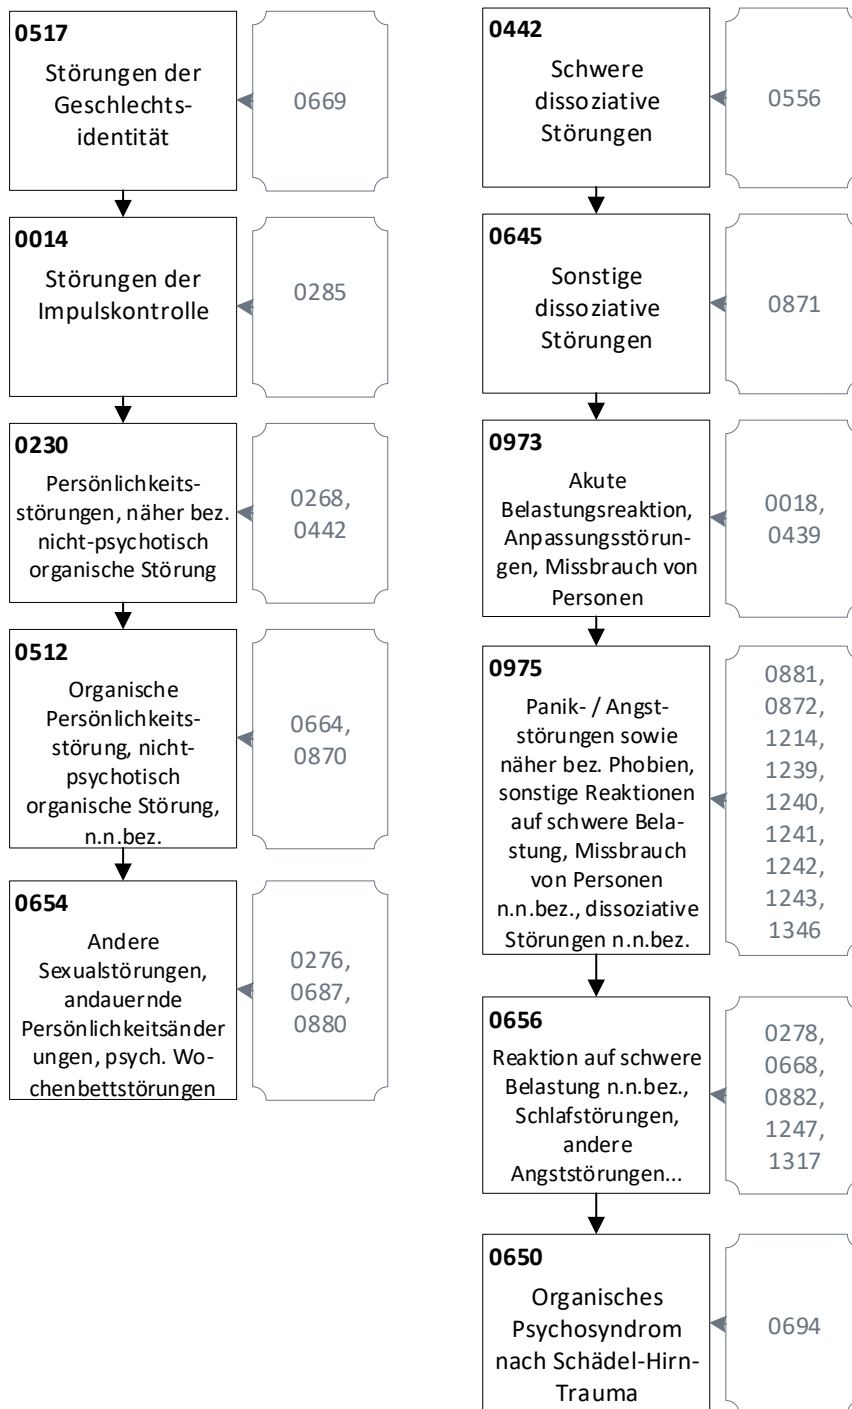 0517
Störungen der
Geschlechts-
identität
0669
0014
Störungen der
Impulskontrolle
0285
0230
Persönlichkeits-
störungen, näher bez.
nicht-psychotisch
organische Störung
0268,
0442
0512
Organische
Persönlichkeits-
störung, nicht-
psychotisch
organische Störung,
n.n.bez.
0664,
0870
0654
Andere
Sexualstörungen,
andauernde
Persönlichkeitsänder
ungen, psych. Wo-
chenbettstörungen
0276,
0687,
0880
0442
Schwere
dissoziative
Störungen
0556
0645
Sonstige
dissoziative
Störungen
0871
0973
Akute
Belastungsreaktion,
Anpassungsstörun-
gen, Missbrauch von
Personen
0018,
0439
0975
Panik- / Angst-
störungen sowie
näher bez. Phobien,
sonstige Reaktionen
auf schwere Bela-
stung, Missbrauch
von Personen
n.n.bez., dissoziative
Störungen n.n.bez.
0881,
0872,
1214,
1239,
1240,
1241,
1242,
1243,
1346
0656
Reaktion auf schwere
Belastung n.n.bez.,
Schlafstörungen,
andere
Angststörungen...
0278,
0668,
0882,
1247,
1317
0650
Organisches
Psychosyndrom
nach Schädel-Hirn-
Trauma
0694